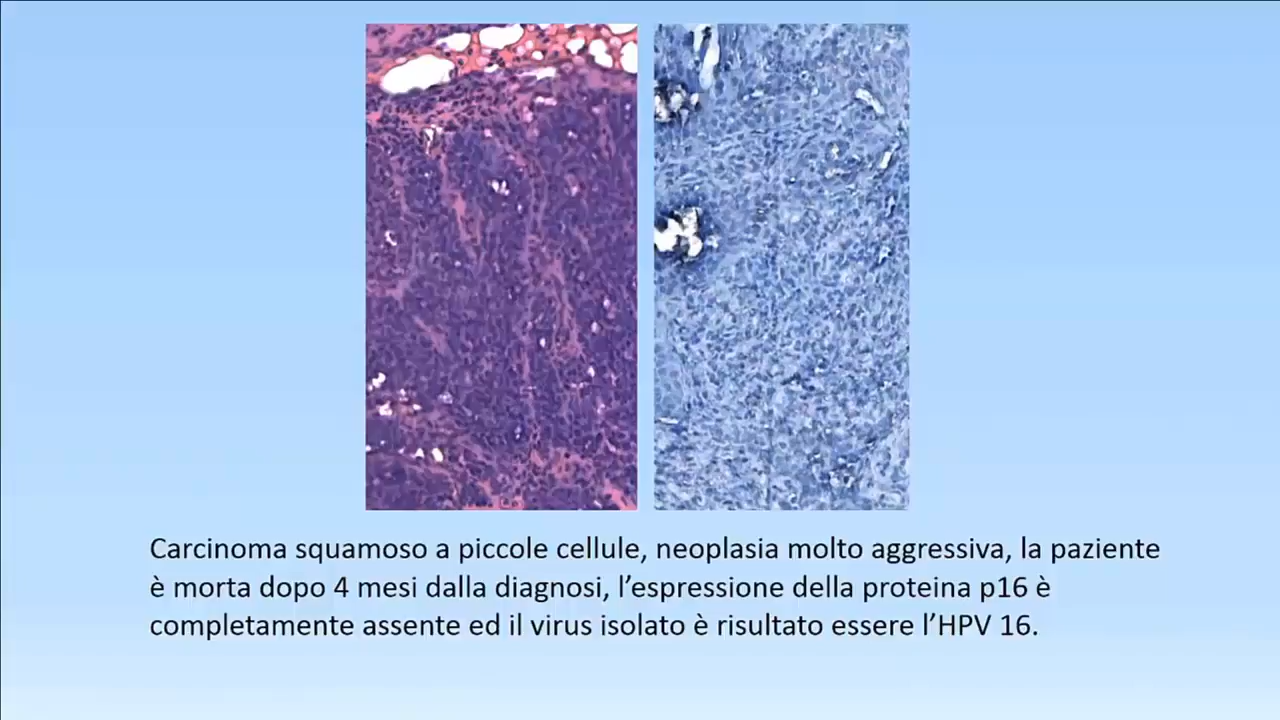 Carcinoma squamoso a piccole cellule, neoplasia molto aggressiva, la paziente
è morta dopo 4 mesi dalla diagnosi, l’espressione della proteina p16 è
completamente assente ed il virus isolato è risultato essere l’HPV 16.